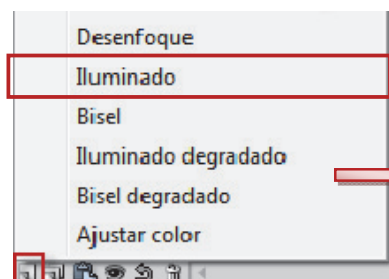 Desenfoque
Iluminado
Bisel
Iluminado degradado
Bisel degradado
Ajustar color